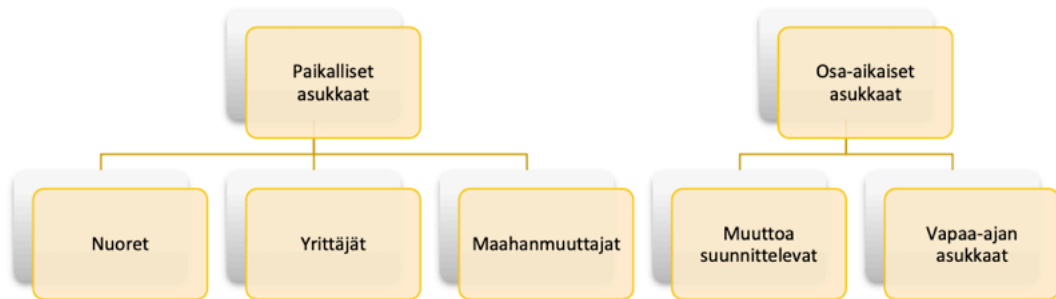 Paikalliset
asukkaat
Osa-aikaiset
asukkaat
Nuoret
Yrittäjät
Maahanmuuttajat
Muuttoa
suunnittelevat
Vapaa-ajan
asukkaat